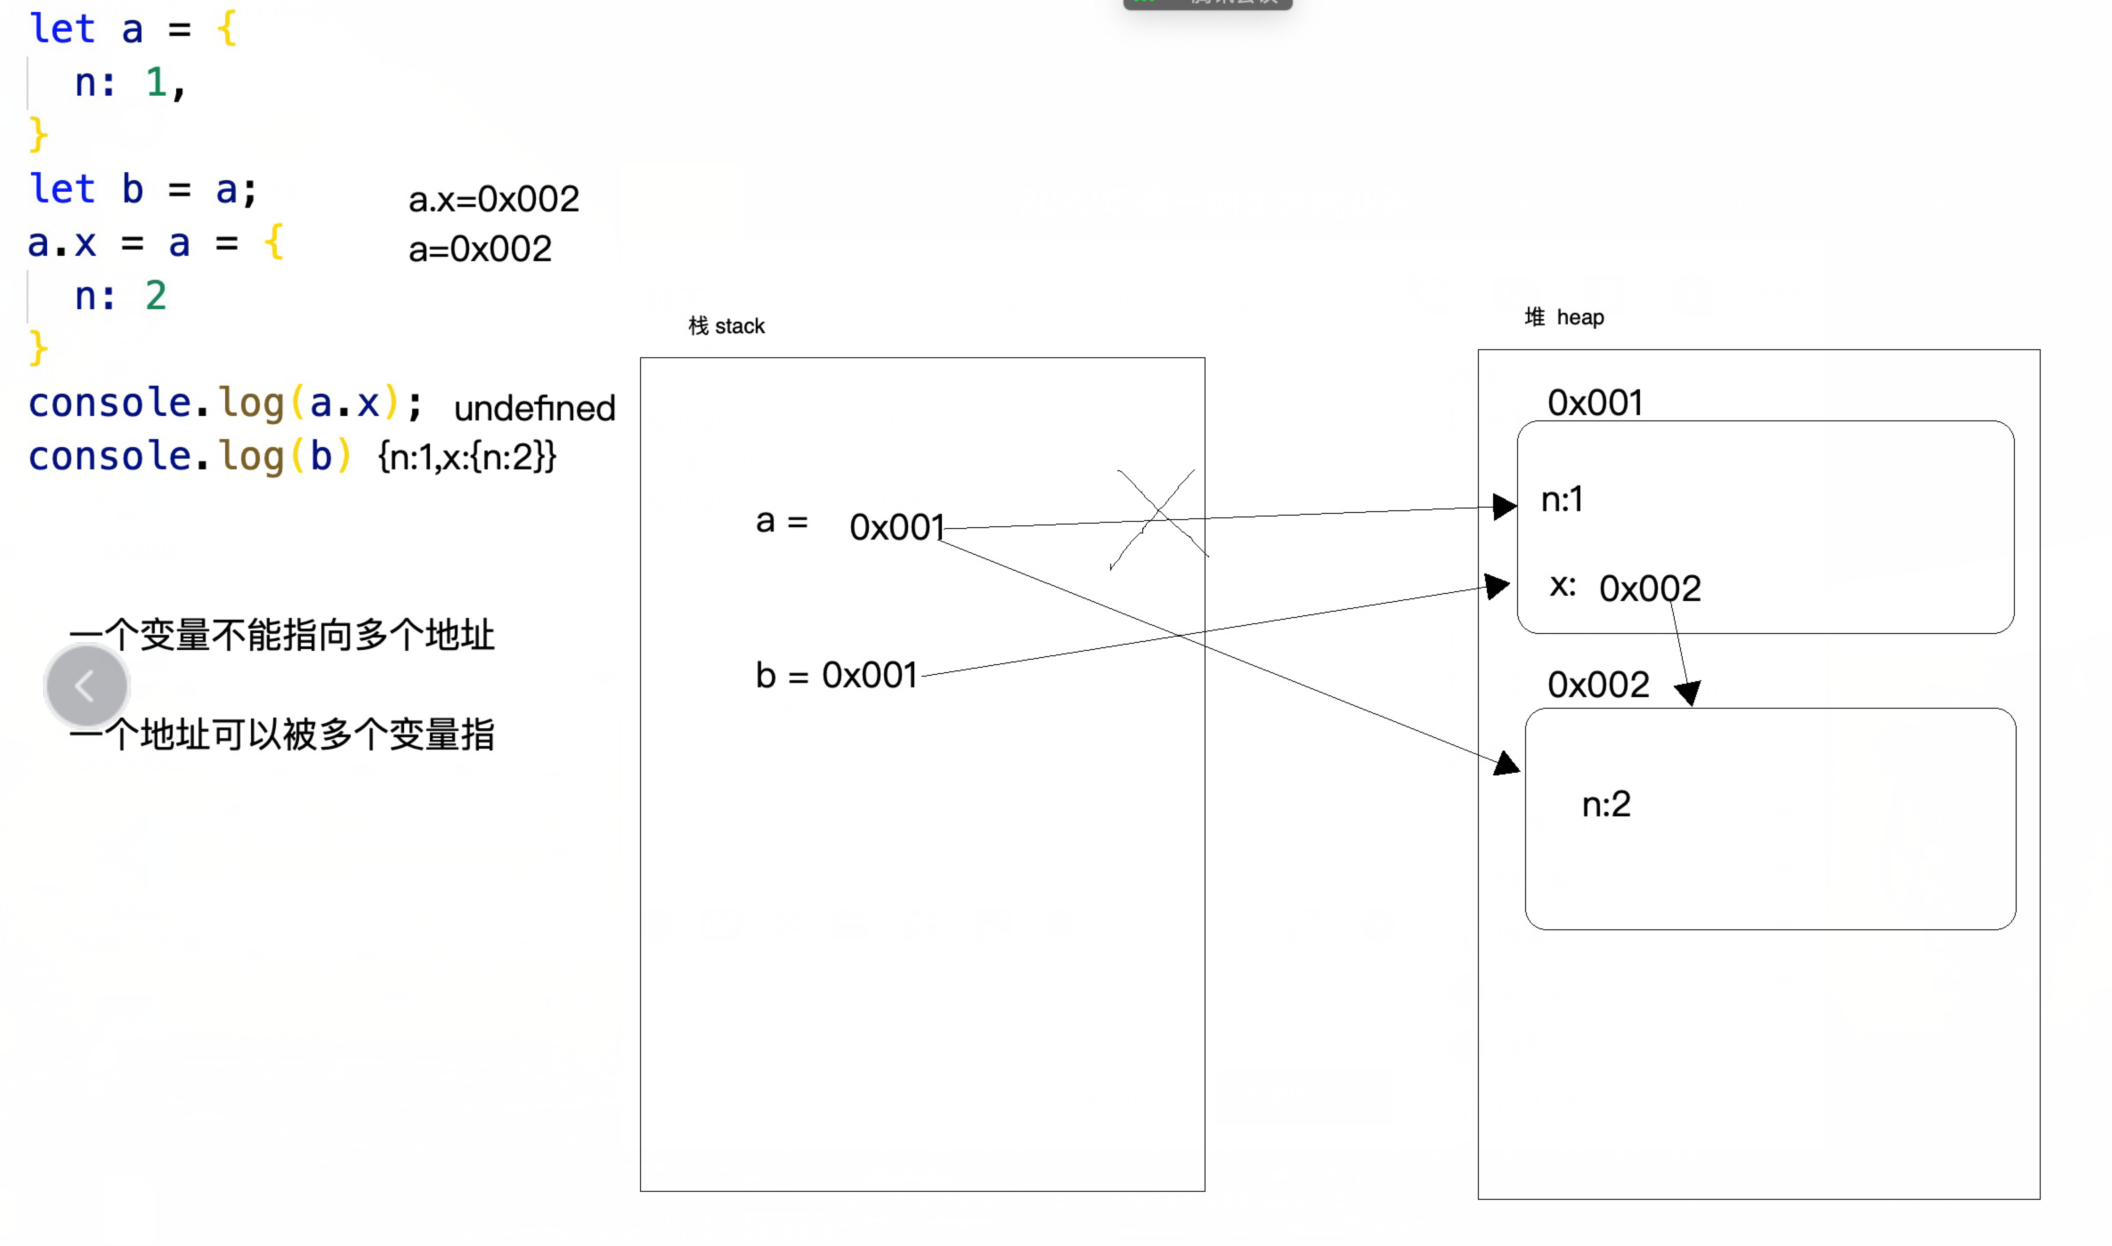 let a = {
n: 1,
}
let b = a;
a.x=0x002
a.x = a = {
a=0x002
n: 2
}
console.log(a.x); undefined
console.log(b) {n:1,x:{n:2}}
一个变量不能指向多个地址
一个地址可以被多个变量指
栈 stack
a = 0x001
b = 0x001
堆 heap
0x001
n:1
x: 0x002
0x002
n:2